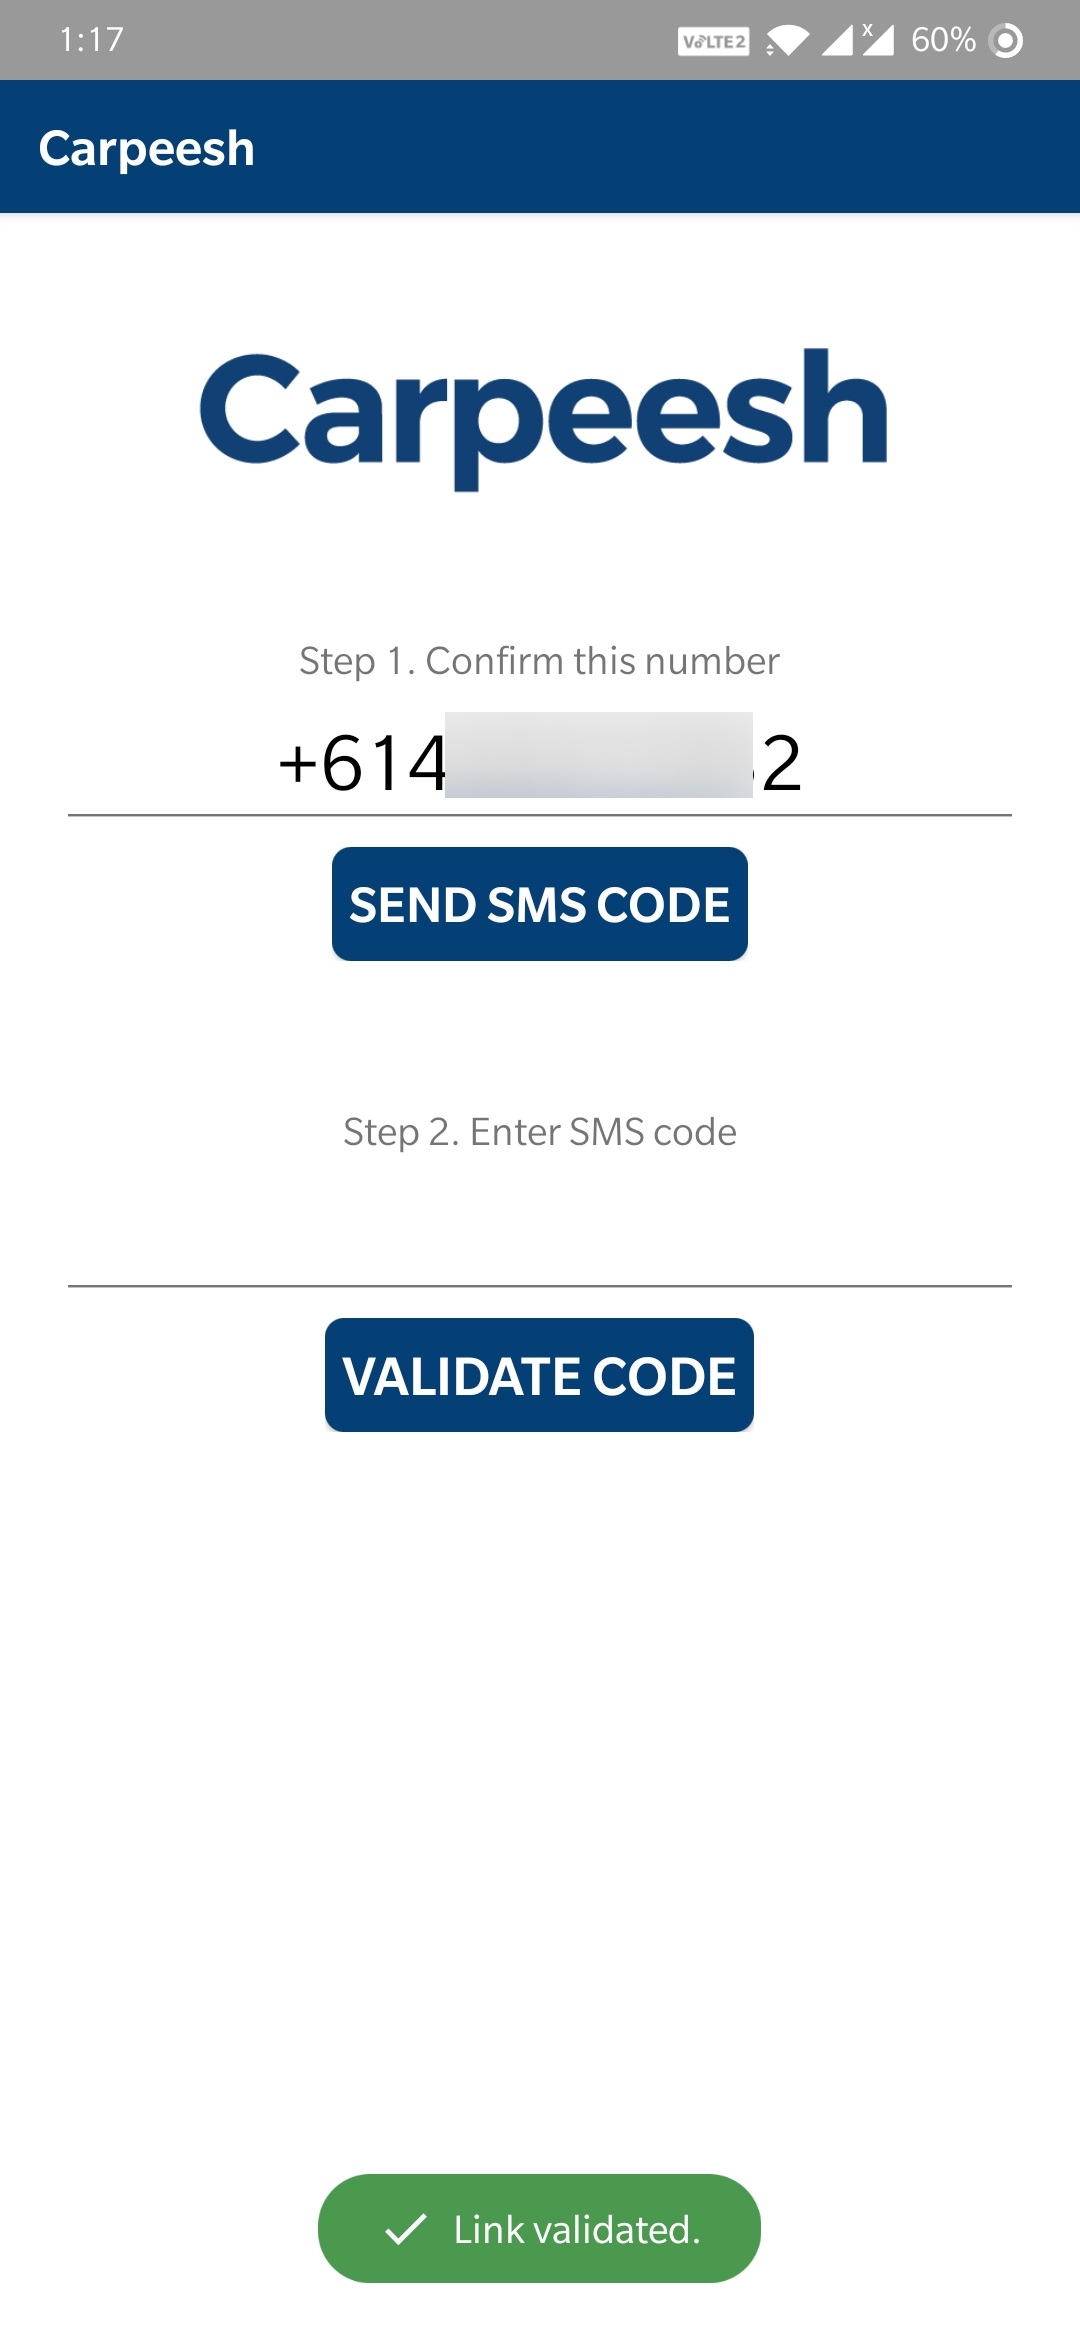 1:17
VoLTE2
x
60%
Carpeesh
Carpeesh
Step 1. Confirm this number
+614 2
SEND SMS CODE
Step 2. Enter SMS code
VALIDATE CODE
Link validated.